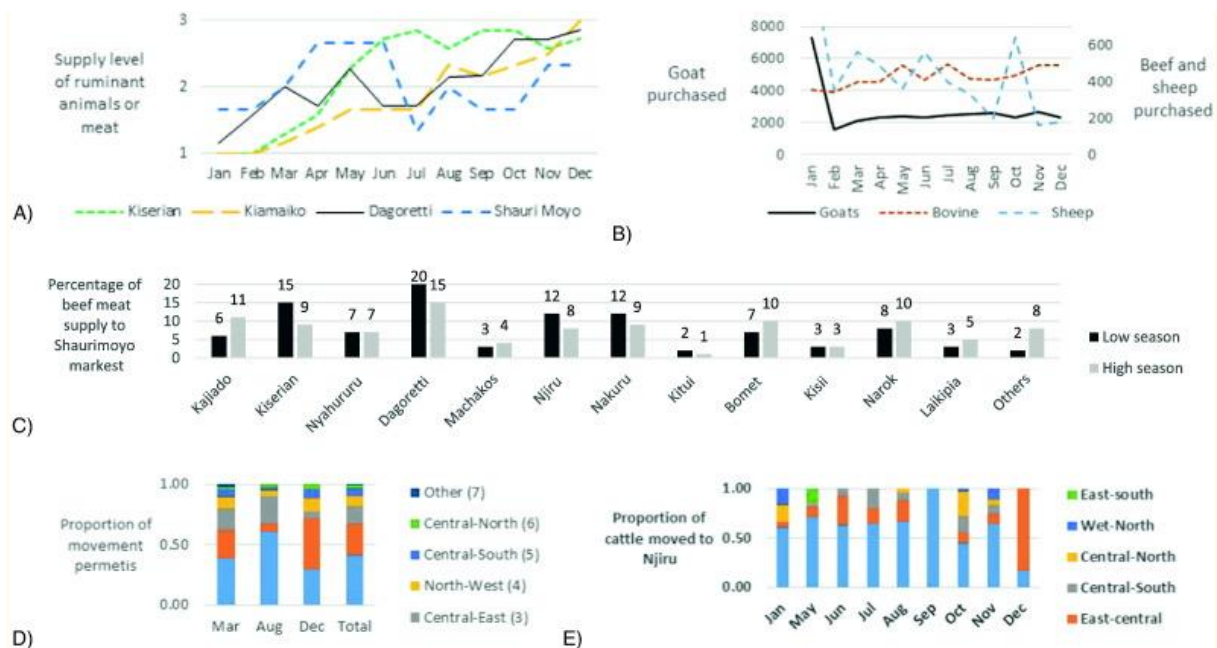 Supply level
of ruminant
animals or
meat
3
2
1
Jan Feb Mar Apr May Jun Jul Aug Sep Oct Nov Dec
Kiserian Kiamaiko Dagoretti Shauri Moyo
A)
Goat
purchased
8000
6000
4000
2000
0
600
400
200
0
Beef and
sheep
purchased
Jan Feb Mar Apr May Jun Jul Aug Sep Oct Nov Dec
Goats Bovine Sheep
B)
Percentage of
beef meat
supply to
Shaurimoyo
markest
20
15
10
5
0
6 11 15 9 7 7 20 15 3 4 12 8 12 9 2 1 7 10 3 3 8 10 3 5 2 8
Kajiado Kiserian Nyahururu Dagoretti Machakos Njiru Nakuru Kitui Bomet Kisii Narok Laikipia Others
Low season
High season
C)
Proportion of
movement
permetis
1.00
0.50
0.00
Mar Aug Dec Total
Other (7)
Central-North (6)
Central-South (5)
North-West (4)
Central-East (3)
D)
Proportion of
cattle moved to
Njiru
1.00
0.50
0.00
Jan May Jun Jul Aug Sep Oct Nov Dec
East-south
Wet-North
Central-North
Central-South
East-central
E)